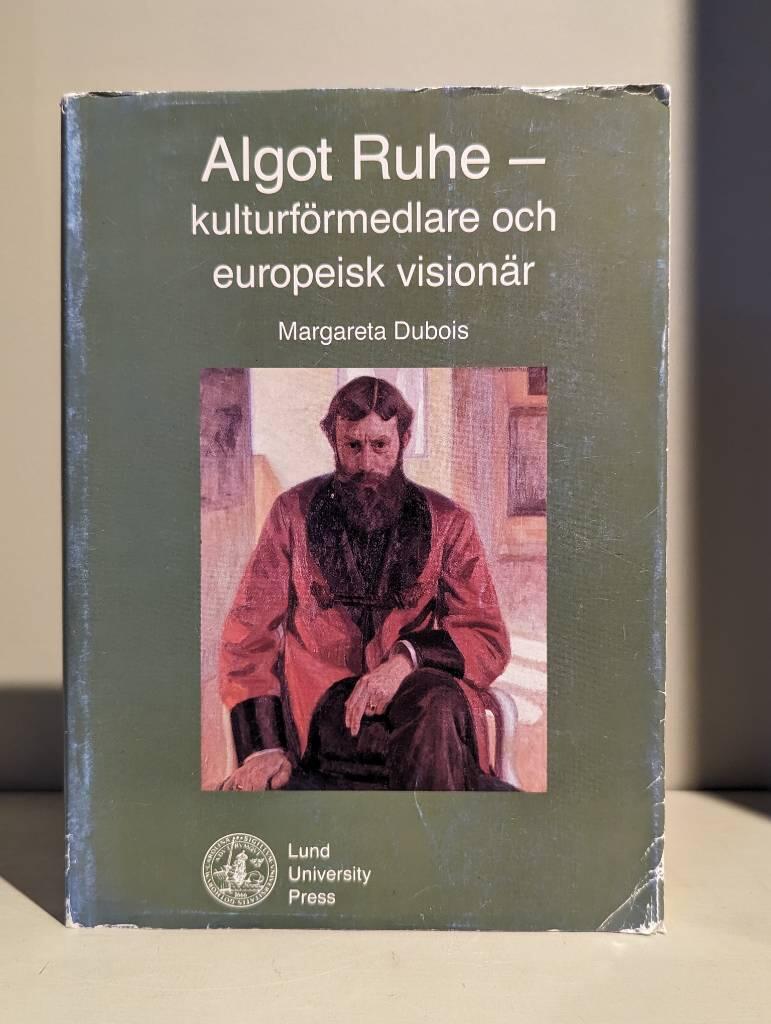 Algot Ruhe –
kulturförmedlare och
europeisk visionär
Margareta Dubois
Lund
University
Press